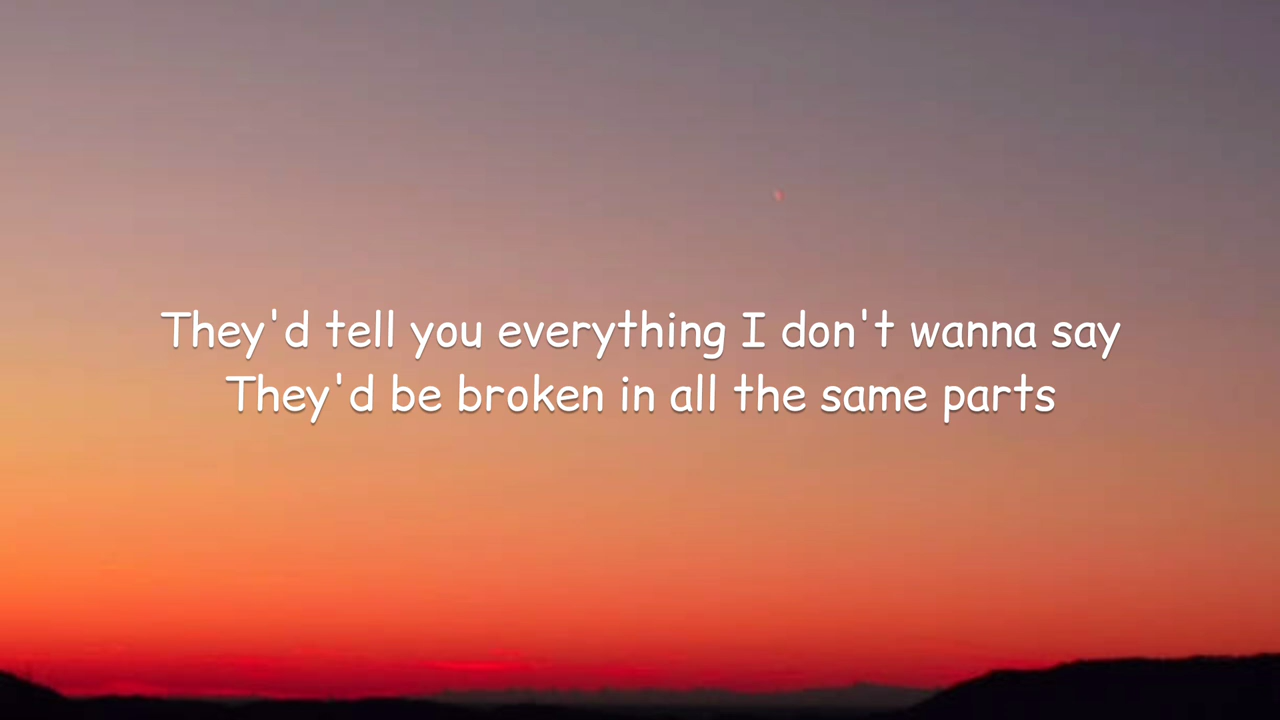 They'd tell you everything I don't wanna say
They'd be broken in all the same parts